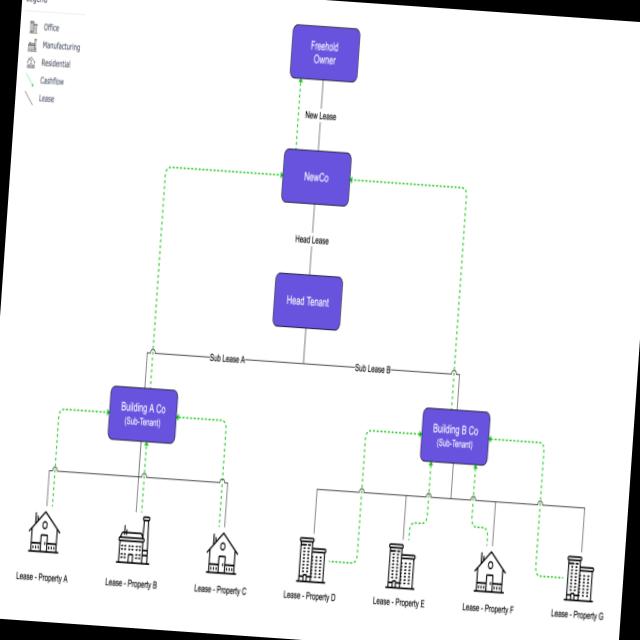 Legend
Office
Manufacturing
Residential
Cashflow
Lease
Freehold
Owner
New Lease
NewCo
Head Lease
Head Tenant
Sub Lease A
Sub Lease B
Building A Co
(Sub-Tenant)
Building B Co
(Sub-Tenant)
Lease - Property A
Lease - Property B
Lease - Property C
Lease - Property D
Lease - Property E
Lease - Property F
Lease - Property G